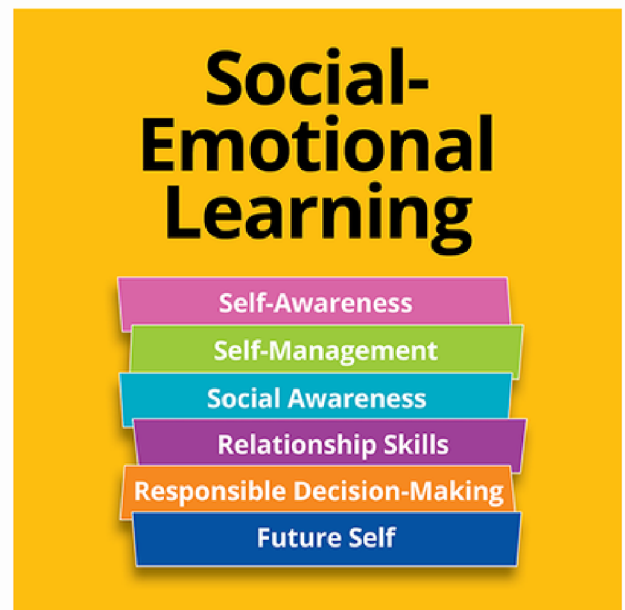 Social-
Emotional
Learning
Self-Awareness
Self-Management
Social Awareness
Relationship Skills
Responsible Decision-Making
Future Self